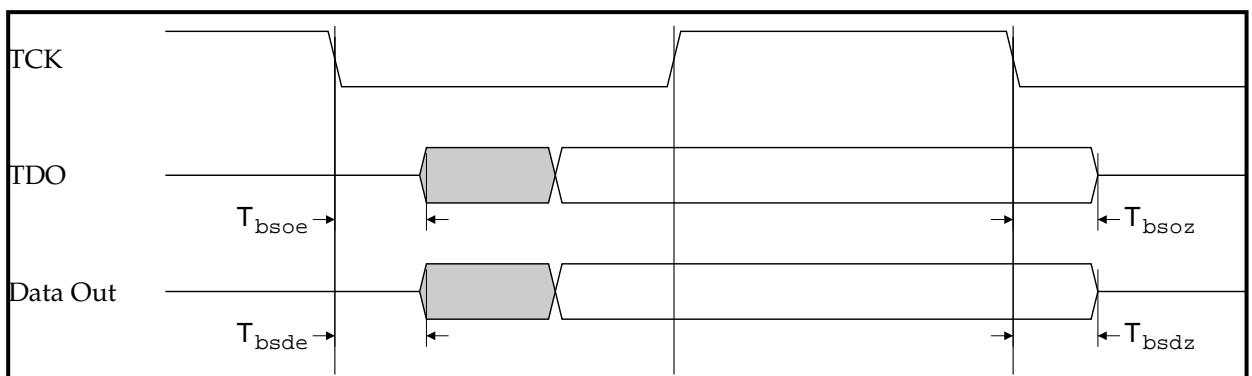 TCK
TDO
Tbsoe
Tbsoz
Data Out
Tbsde
Tbsdz